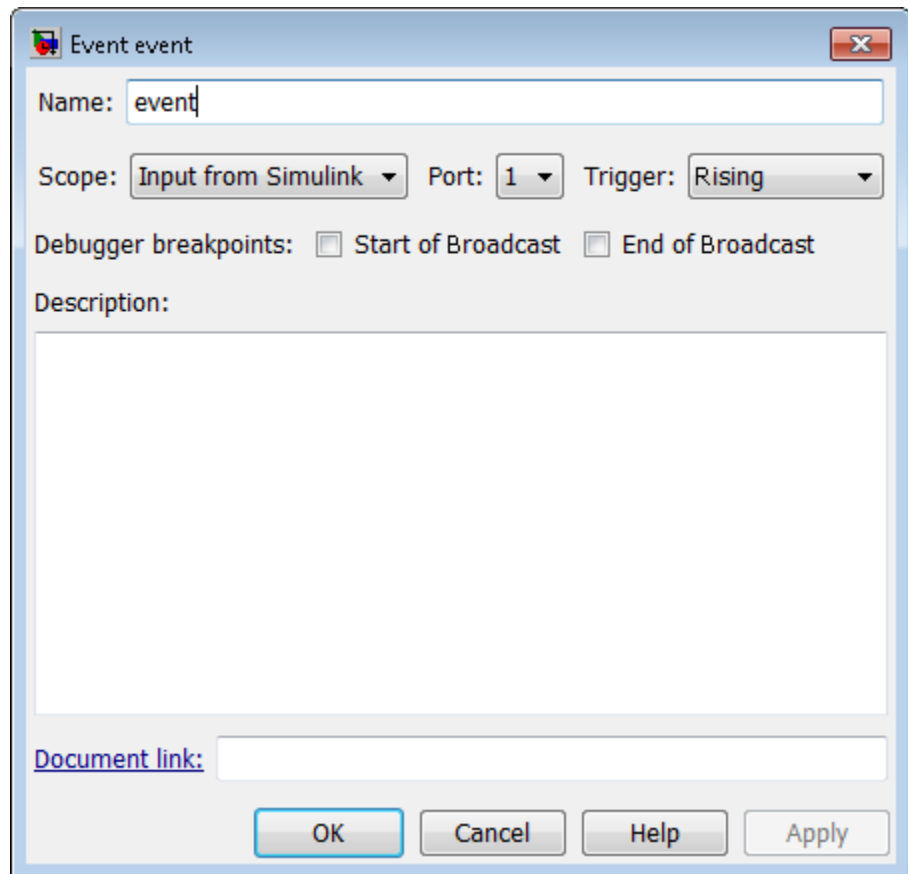 Event event
Name: event
Scope: Input from Simulink Port: 1 Trigger: Rising
Debugger breakpoints: Start of Broadcast End of Broadcast
Description:
Document link:
OK Cancel Help Apply